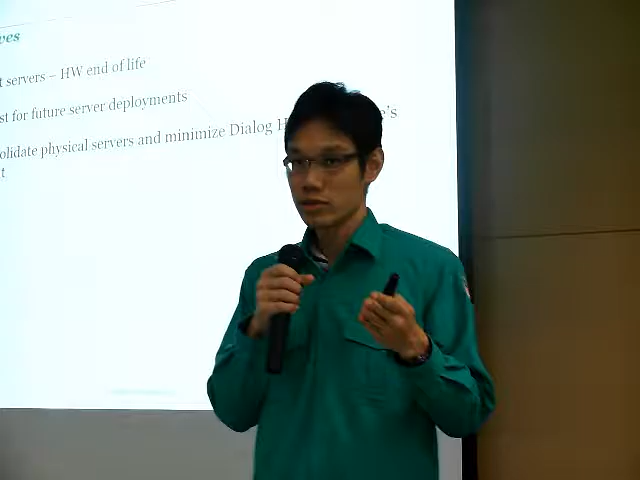 ves
t servers – HW end of life
st for future server deployments
olidate physical servers and minimize Dialog H e's
t